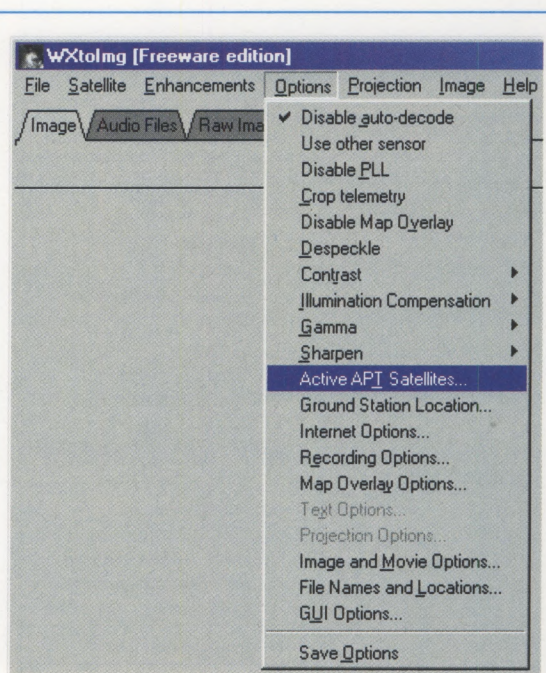 WXtoImg [Freeware edition]
File Satellite Enhancements Options Projection Image Help
Image Audio Files Raw Ima
✔ Disable auto-decode
Use other sensor
Disable PLL
Crop telemetry
Disable Map Overlay
Despeckle
Contrast
Illumination Compensation
Gamma
Sharpen
Active APT Satellites...
Ground Station Location...
Internet Options...
Recording Options...
Map Overlay Options...
Text Options...
Projection Options...
Image and Movie Options...
File Names and Locations...
GUI Options...
Save Options